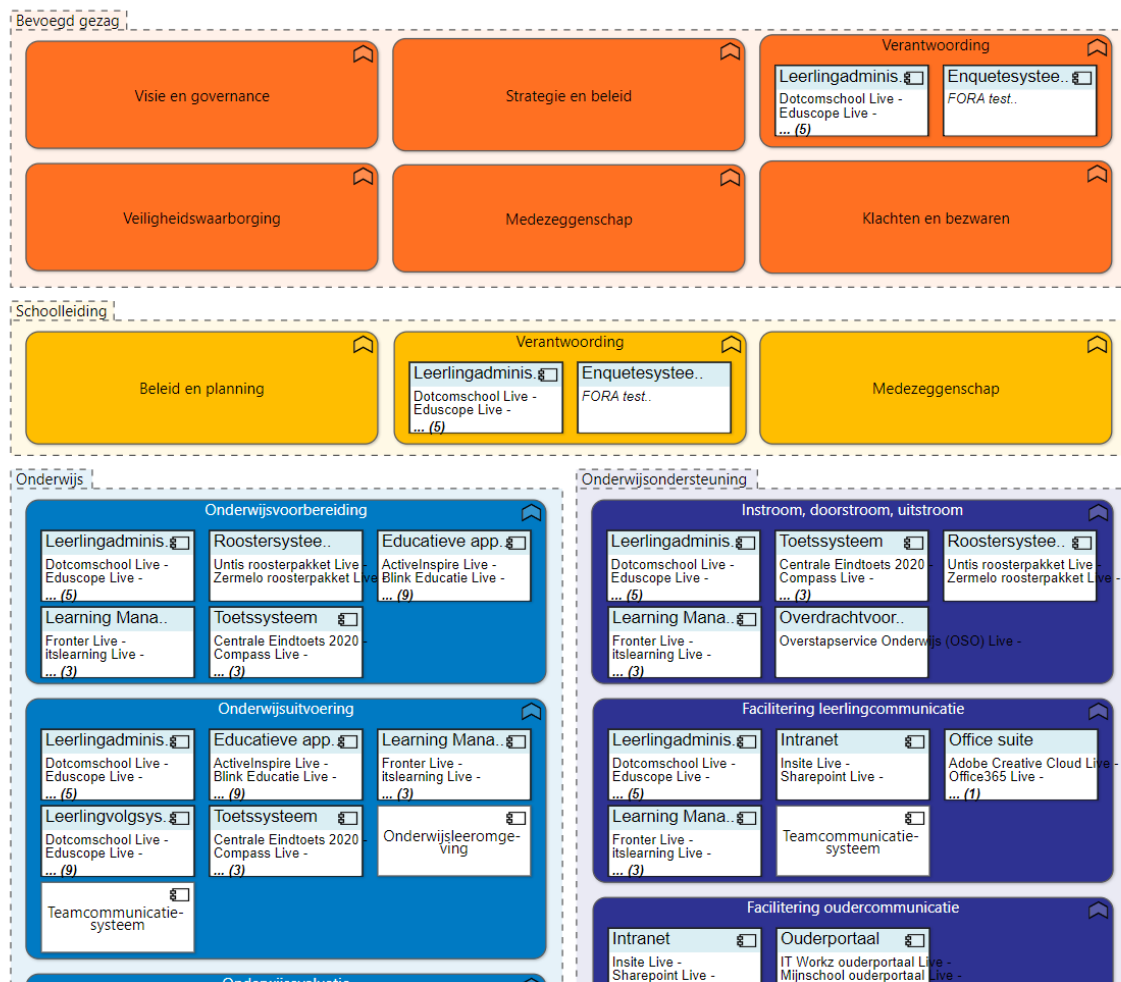 Bevoegd gezag
Visie en governance
Strategie en beleid
Verantwoording
Leerlingadminis.
Dotcomschool Live -
Eduscope Live -
... (5)
Enquetesystee..
FORA test..
Veiligheidswaarborging
Medezeggenschap
Klachten en bezwaren
Schoolleiding
Beleid en planning
Verantwoording
Leerlingadminis.
Dotcomschool Live -
Eduscope Live -
... (5)
Enquetesystee..
FORA test..
Medezeggenschap
Onderwijs
Onderwijsvoorbereiding
Leerlingadminis.
Dotcomschool Live -
Eduscope Live -
... (5)
Roostersystee..
Untis roosterpakket Live -
Zermelo roosterpakket Live
Educatieve app.
ActiveInspire Live -
Blink Educatie Live -
... (9)
Learning Mana..
Fronter Live -
itslearning Live -
... (3)
Toetssysteem
Centrale Eindtoets 2020 -
Compass Live -
... (3)
Onderwijsuitvoering
Leerlingadminis.
Dotcomschool Live -
Eduscope Live -
... (5)
Educatieve app.
ActiveInspire Live -
Blink Educatie Live -
... (9)
Learning Mana..
Fronter Live -
itslearning Live -
... (3)
Leerlingvolgsys.
Dotcomschool Live -
Eduscope Live -
... (9)
Toetssysteem
Centrale Eindtoets 2020 -
Compass Live -
... (3)
Onderwijsleeromge-
ving
Teamcommunicatie-
systeem
Onderwijsondersteuning
Instroom, doorstroom, uitstroom
Leerlingadminis.
Dotcomschool Live -
Eduscope Live -
... (5)
Toetssysteem
Centrale Eindtoets 2020 -
Compass Live -
... (3)
Roostersystee..
Untis roosterpakket Live -
Zermelo roosterpakket Live -
Learning Mana..
Fronter Live -
itslearning Live -
... (3)
Overdrachtvoor..
Overstapservice Onderwijs (OSO) Live -
Facilitering leerlingcommunicatie
Leerlingadminis.
Dotcomschool Live -
Eduscope Live -
... (5)
Intranet
Insite Live -
Sharepoint Live -
Office suite
Adobe Creative Cloud Live -
Office365 Live -
... (1)
Learning Mana..
Fronter Live -
itslearning Live -
... (3)
Teamcommunicatie-
systeem
Facilitering oudercommunicatie
Intranet
Insite Live -
Sharepoint Live -
Ouderportaal
IT Workz ouderportaal Live -
Mijnschool ouderportaal Live -